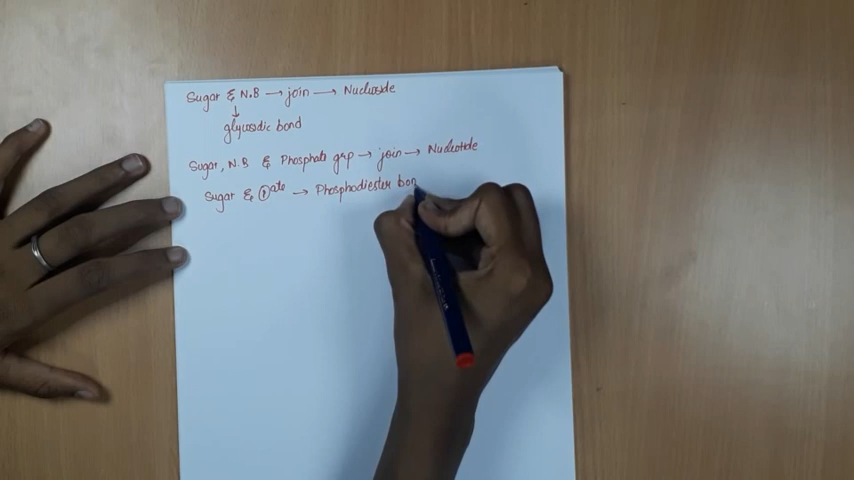 Sugar & N.B → join → Nucleoside
↓
glycosidic bond
Sugar, N.B & Phosphate grp → join → Nucleotide
Sugar & Ⓟate → Phosphodiester bon